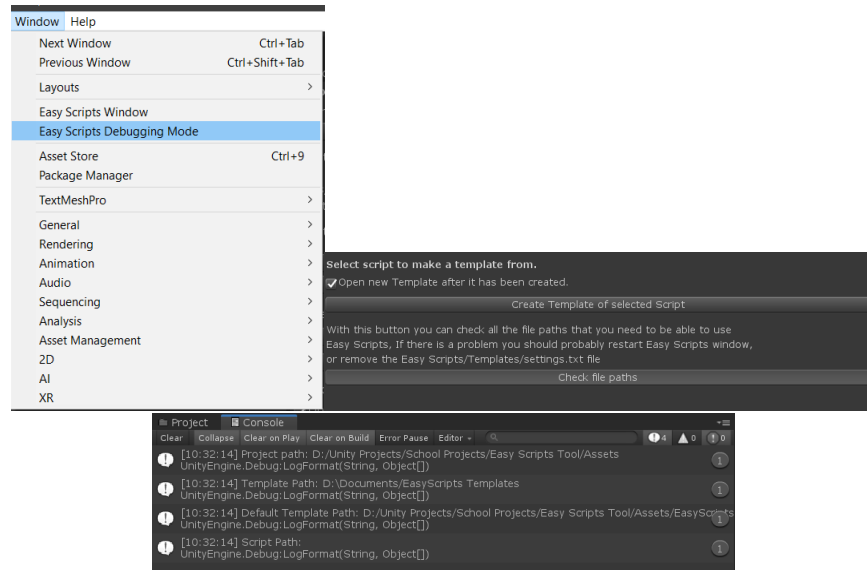 Window Help
Next Window Ctrl+Tab
Previous Window Ctrl+Shift+Tab
Layouts
Easy Scripts Window
Easy Scripts Debugging Mode
Asset Store Ctrl+9
Package Manager
TextMeshPro
General
Rendering
Animation
Audio
Sequencing
Analysis
Asset Management
2D
AI
XR
Select script to make a template from.
Open new Template after it has been created.
Create Template of selected Script
With this button you can check all the file paths that you need to be able to use
Easy Scripts, If there is a problem you should probably restart Easy Scripts window,
or remove the Easy Scripts/Templates/settings.txt file
Check file paths
Project Console
Clear Collapse Clear on Play Clear on Build Error Pause Editor 4 0 0
[10:32:14] Project path: D:/Unity Projects/School Projects/Easy Scripts Tool/Assets
UnityEngine.Debug:LogFormat(String, Object[]) 1
[10:32:14] Template Path: D:\Documents/EasyScripts Templates
UnityEngine.Debug:LogFormat(String, Object[]) 1
[10:32:14] Default Template Path: D:/Unity Projects/School Projects/Easy Scripts Tool/Assets/EasyScripts
UnityEngine.Debug:LogFormat(String, Object[]) 1
[10:32:14] Script Path:
UnityEngine.Debug:LogFormat(String, Object[]) 1